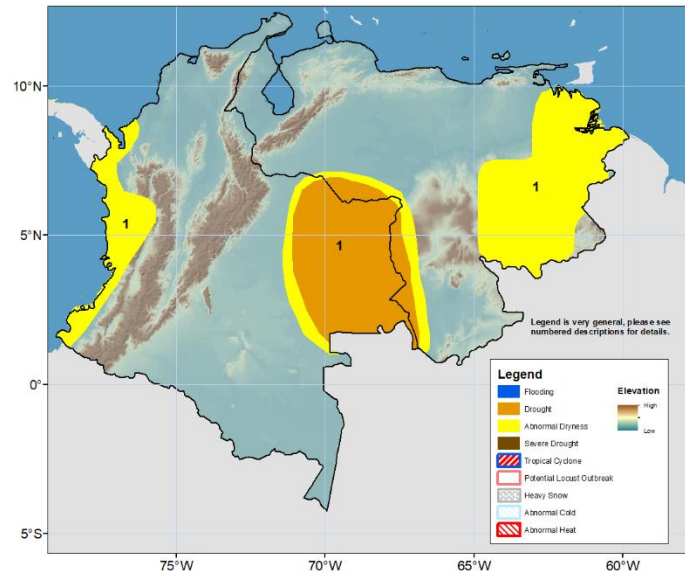 10°N
5°N
0°
5°S
75°W
70°W
65°W
60°W
1
1
1
Legend is very general, please see
numbered descriptions for details.
Legend
Flooding
Drought
Abnormal Dryness
Severe Drought
Tropical Cyclone
Potential Locust Outbreak
Heavy Snow
Abnormal Cold
Abnormal Heat
Elevation
High
Low